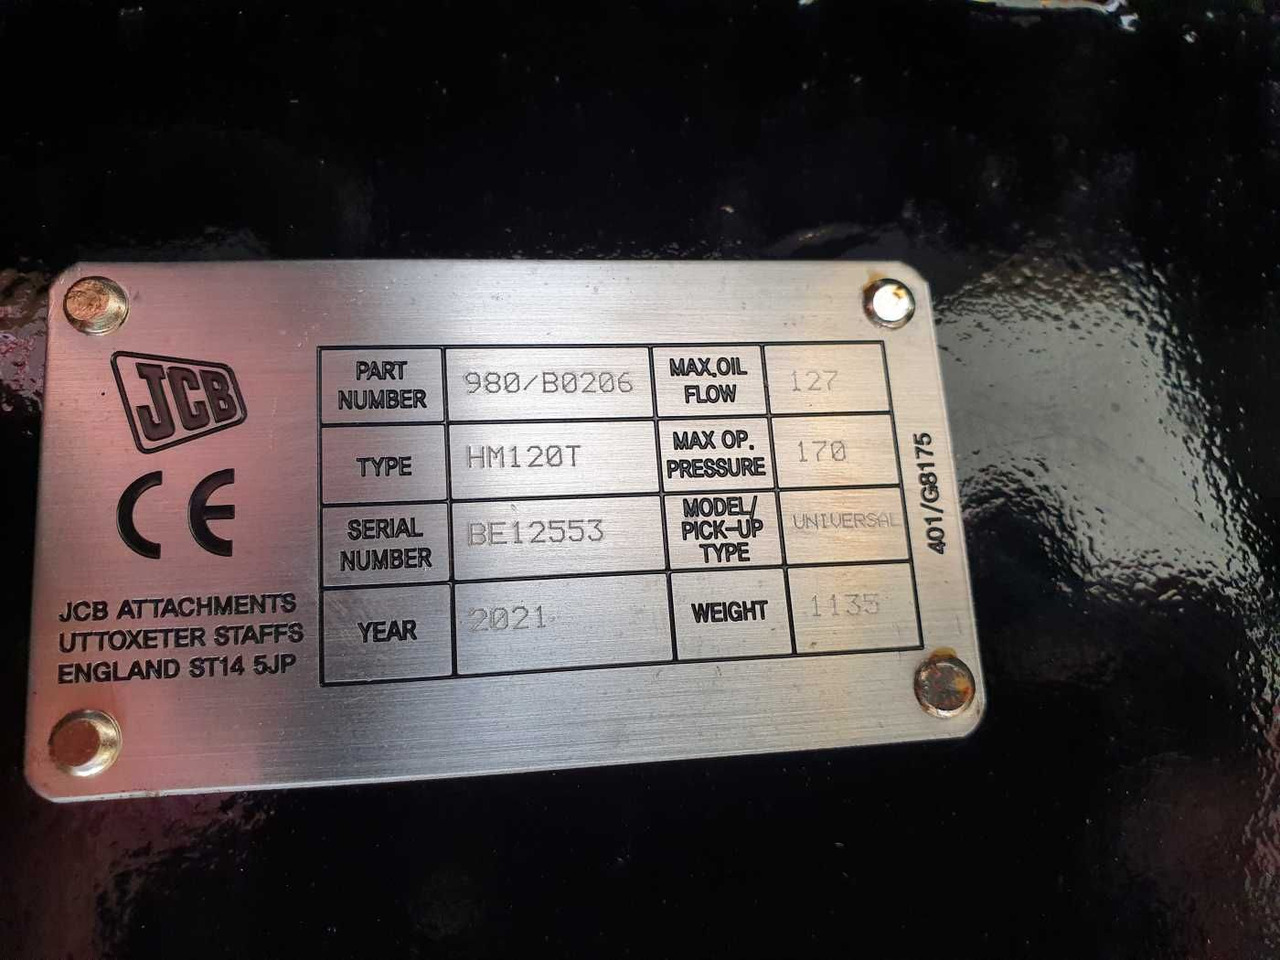 JCB
CE
JCB ATTACHMENTS
UTTOXETER STAFFS
ENGLAND ST14 5JP
PART
NUMBER
980/B0206
MAX.OIL
FLOW
127
TYPE
HM120T
MAX OP.
PRESSURE
170
SERIAL
NUMBER
BE12553
MODEL/
PICK-UP
TYPE
UNIVERSAL
YEAR
2021
WEIGHT
1135
401/G8175